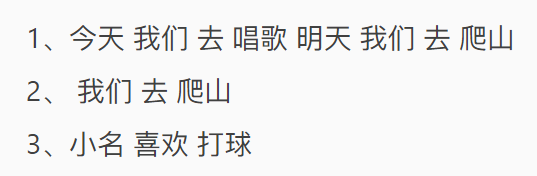 1、今天 我们 去 唱歌 明天 我们 去 爬山
2、 我们 去 爬山
3、小名 喜欢 打球